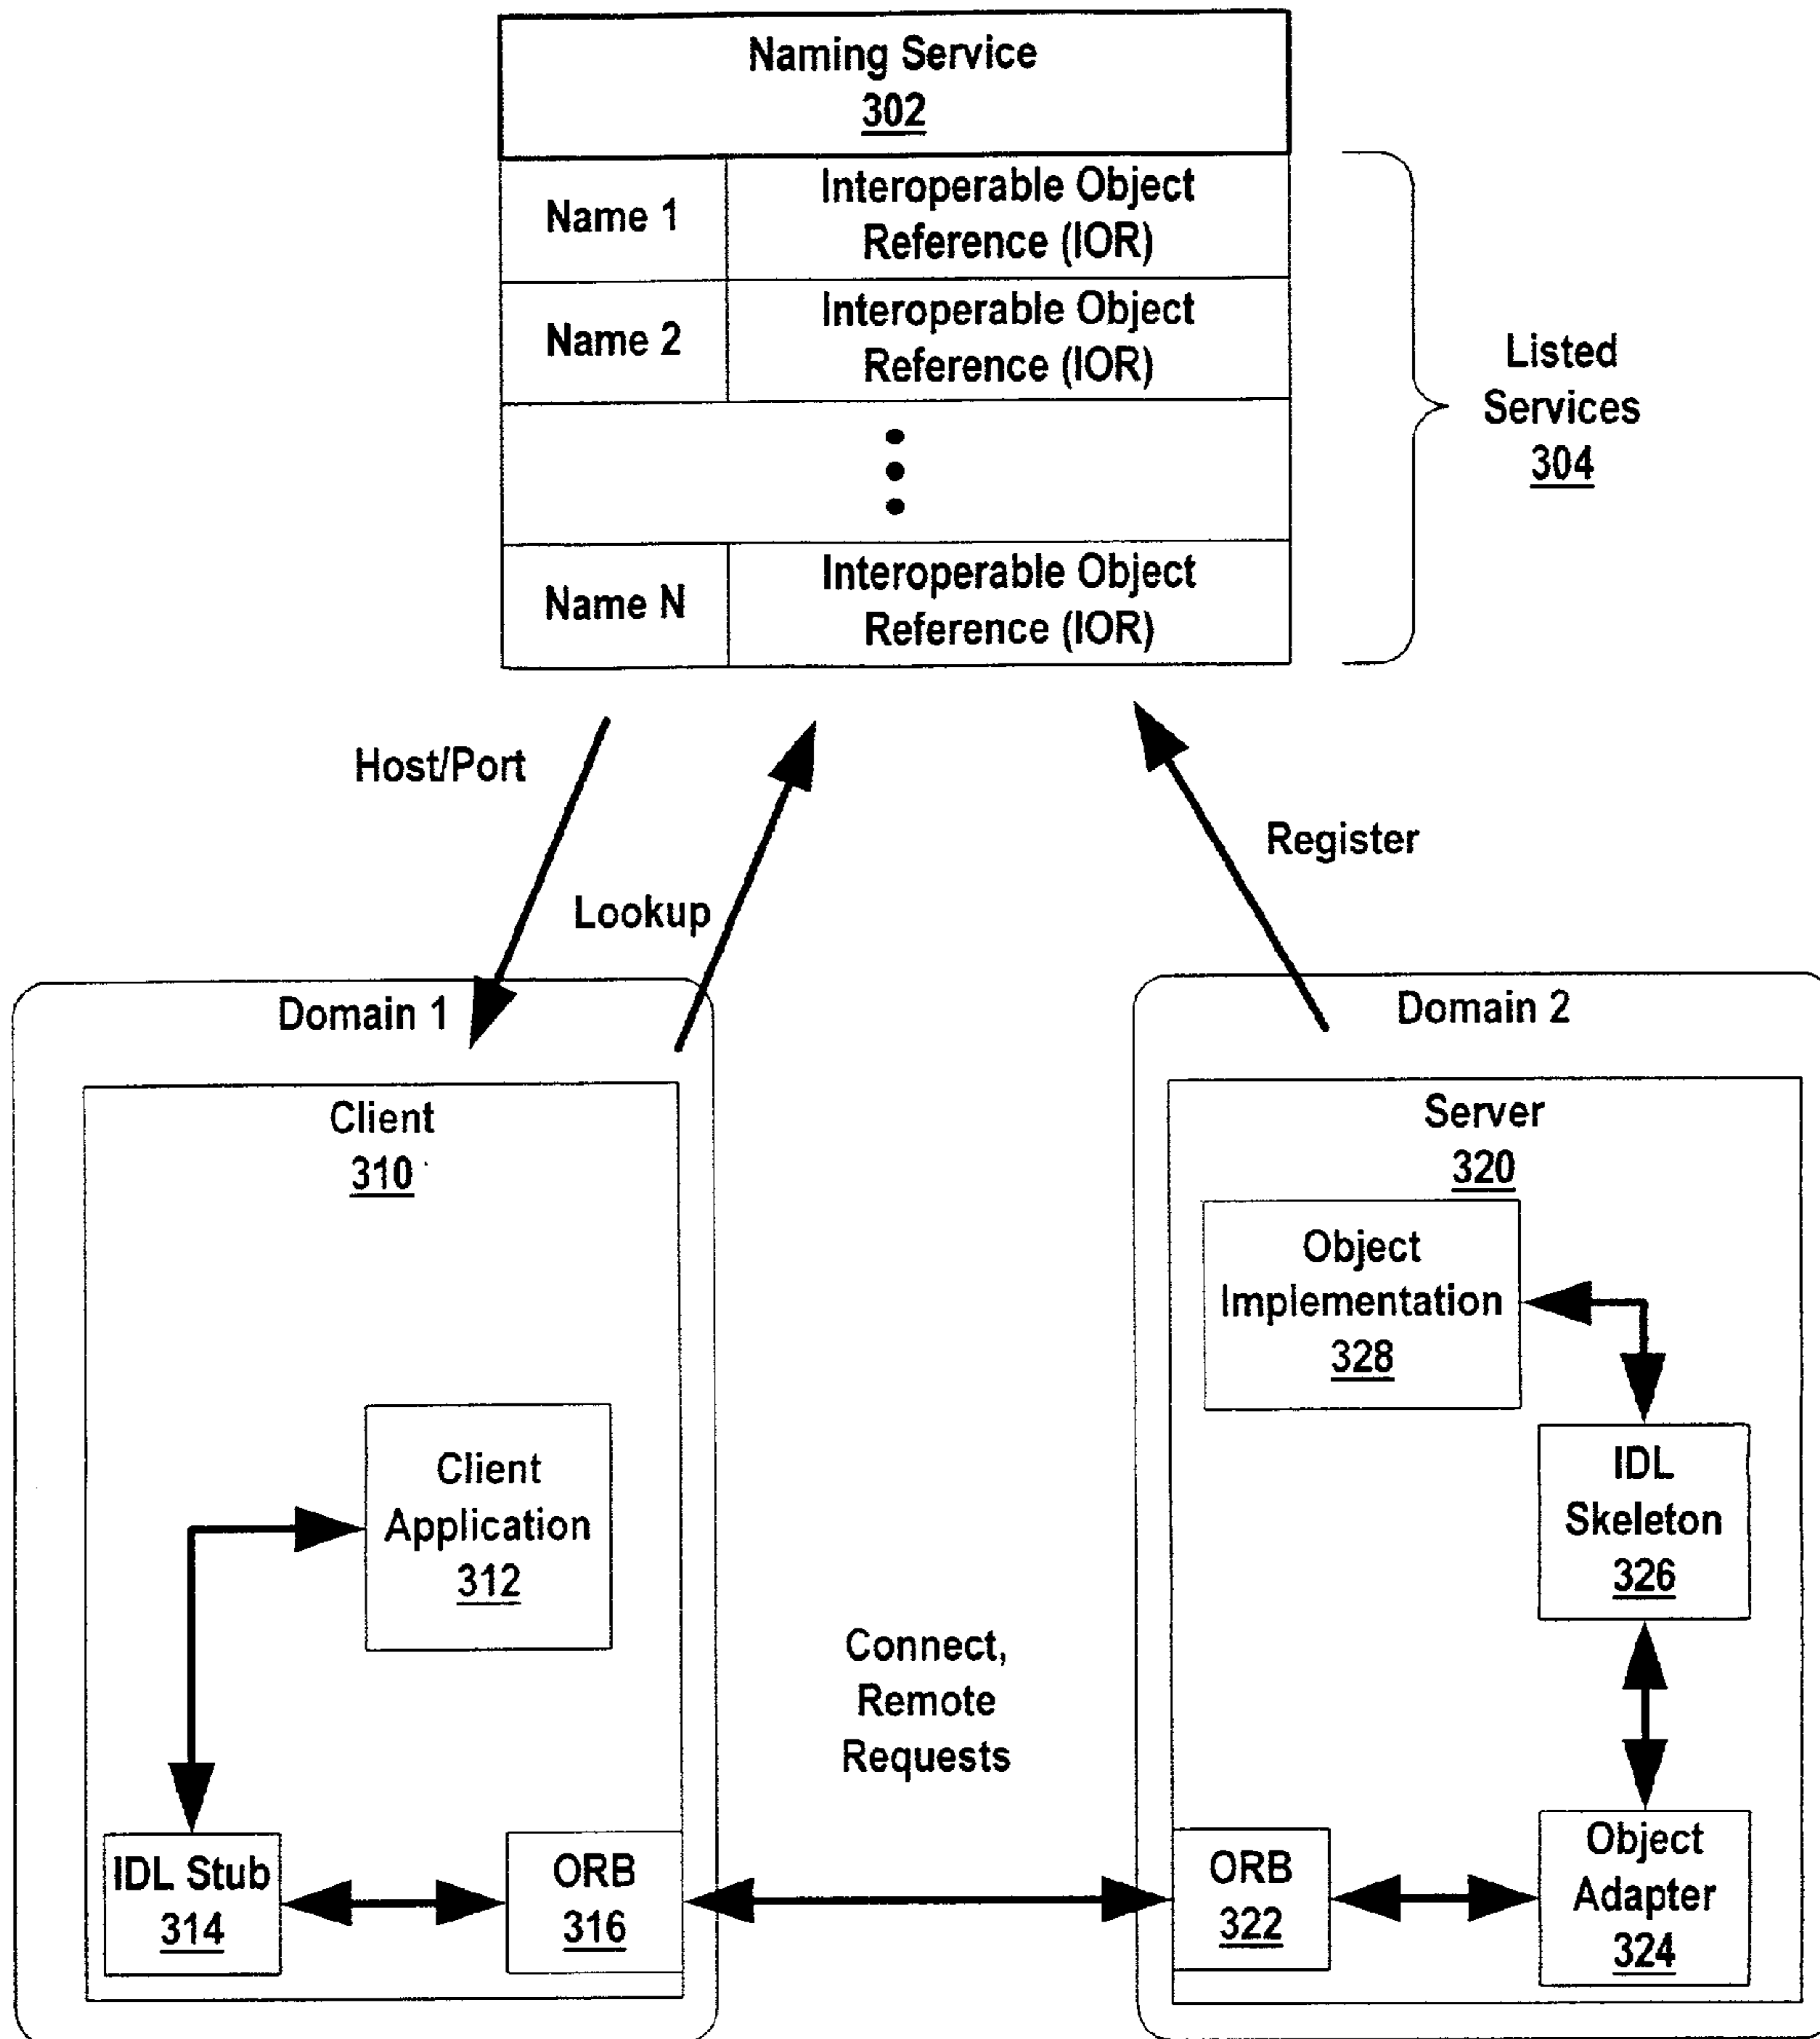 Naming Service
302
Name 1
Interoperable Object
Reference (IOR)
Name 2
Interoperable Object
Reference (IOR)
Name N
Interoperable Object
Reference (IOR)
Listed
Services
304
Host/Port
Lookup
Register
Domain 1
Client
310
Client
Application
312
IDL Stub
314
ORB
316
Connect,
Remote
Requests
Domain 2
Server
320
Object
Implementation
328
IDL
Skeleton
326
ORB
322
Object
Adapter
324